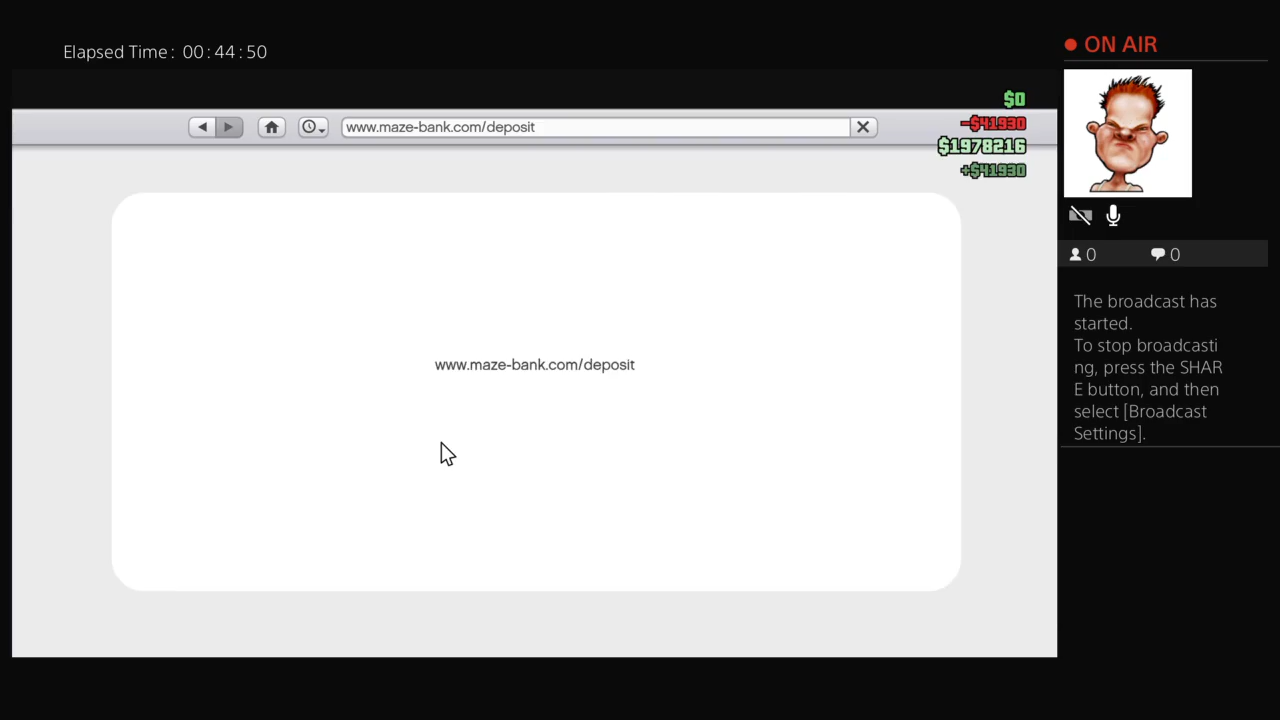 Elapsed Time: 00:44:50
ON AIR
www.maze-bank.com/deposit
$0
-$41930
$1978216
+$41930
0
0
www.maze-bank.com/deposit
The broadcast has
started.
To stop broadcasti
ng, press the SHAR
E button, and then
select [Broadcast
Settings].